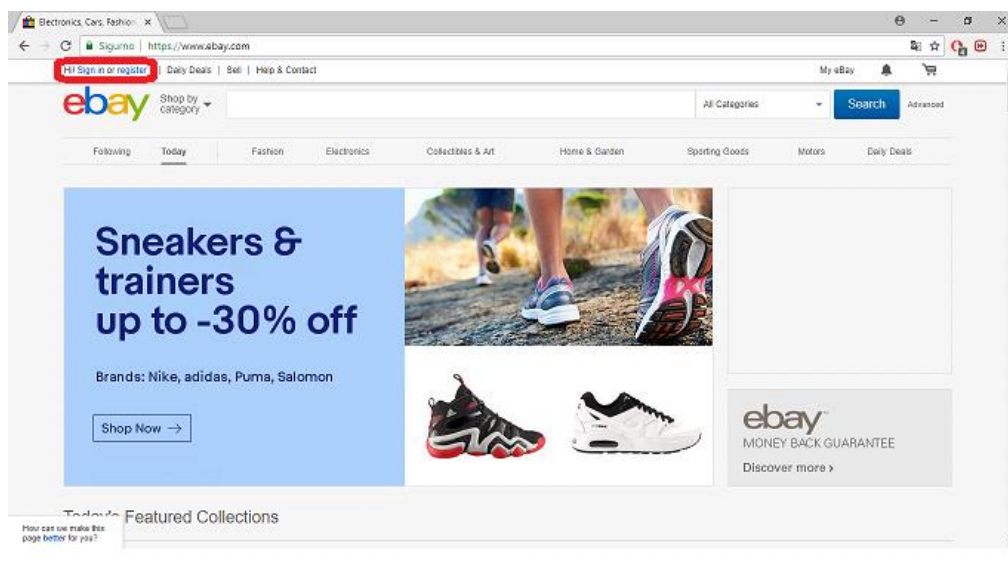 Electronics, Cars, Fashion
Sigurno | https://www.ebay.com
Hi! Sign in or register | Daily Deals | Sell | Help & Contact
My eBay
ebay
Shop by category
All Categories
Search
Advanced
Following Today Fashion Electronics Collectibles & Art Home & Garden Sporting Goods Motors Daily Deals
Sneakers &
trainers
up to -30% off
Brands: Nike, adidas, Puma, Salomon
Shop Now →
ebay™
MONEY BACK GUARANTEE
Discover more ›
Today's Featured Collections
How can we make this
page better for you?